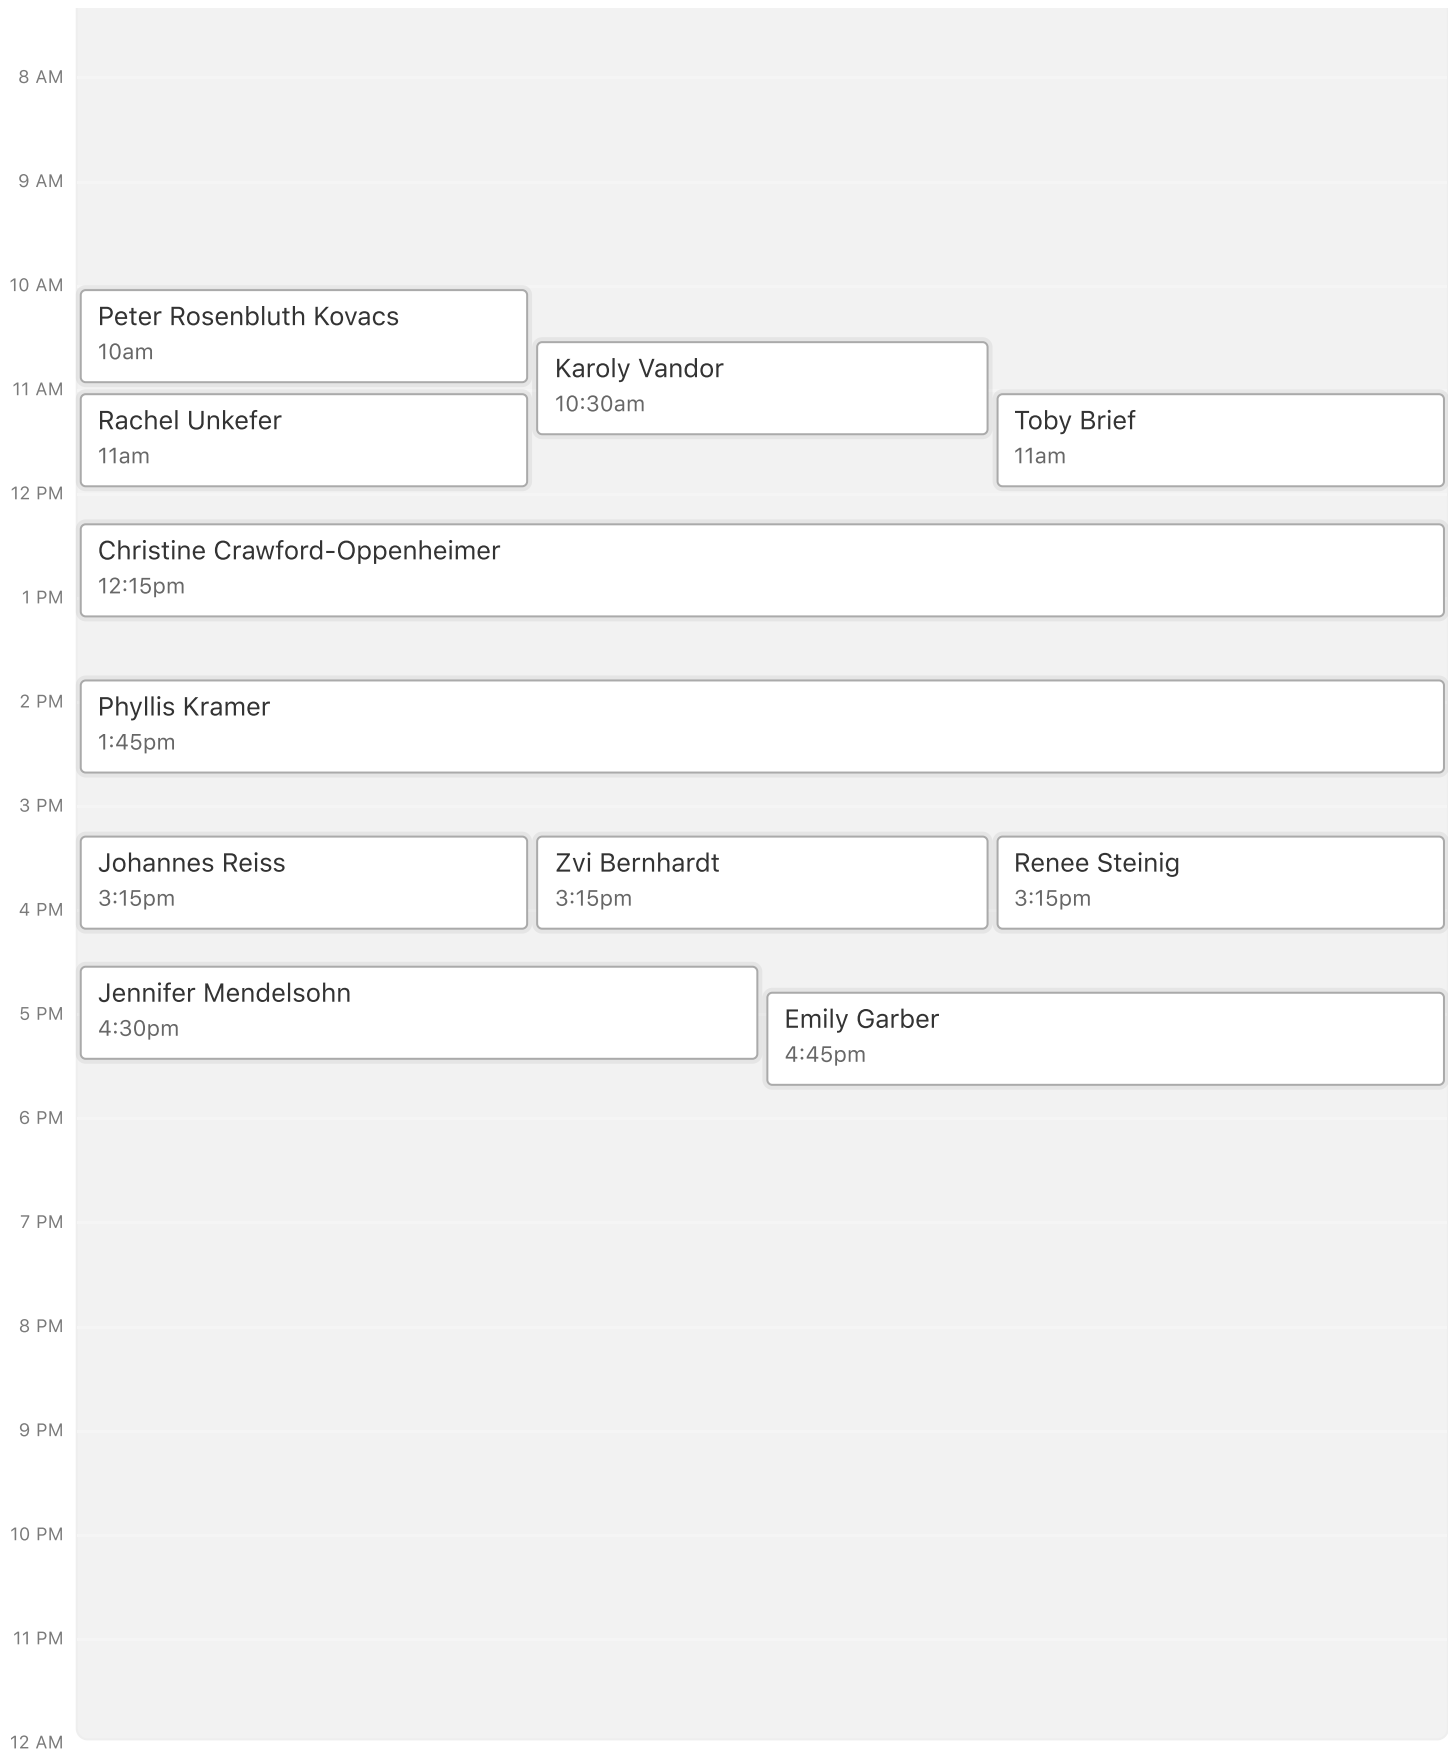 8 AM
9 AM
10 AM
Peter Rosenbluth Kovacs
10am
Karoly Vandor
10:30am
11 AM
Rachel Unkefer
11am
Toby Brief
11am
12 PM
Christine Crawford-Oppenheimer
12:15pm
1 PM
2 PM
Phyllis Kramer
1:45pm
3 PM
Johannes Reiss
3:15pm
Zvi Bernhardt
3:15pm
Renee Steinig
3:15pm
4 PM
Jennifer Mendelsohn
4:30pm
5 PM
Emily Garber
4:45pm
6 PM
7 PM
8 PM
9 PM
10 PM
11 PM
12 AM